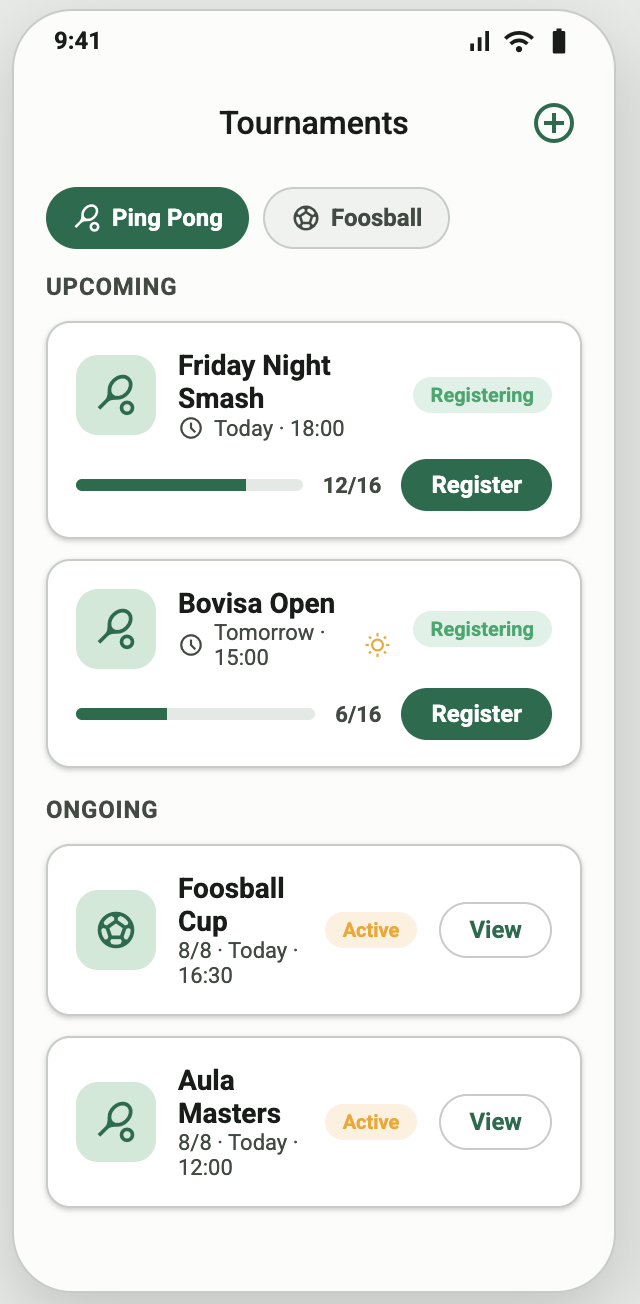 9:41
Tournaments
Ping Pong
Foosball
UPCOMING
Friday Night
Smash
Today · 18:00
Registering
12/16
Register
Bovisa Open
Tomorrow ·
15:00
Registering
6/16
Register
ONGOING
Foosball
Cup
8/8 · Today ·
16:30
Active
View
Aula
Masters
8/8 · Today ·
12:00
Active
View